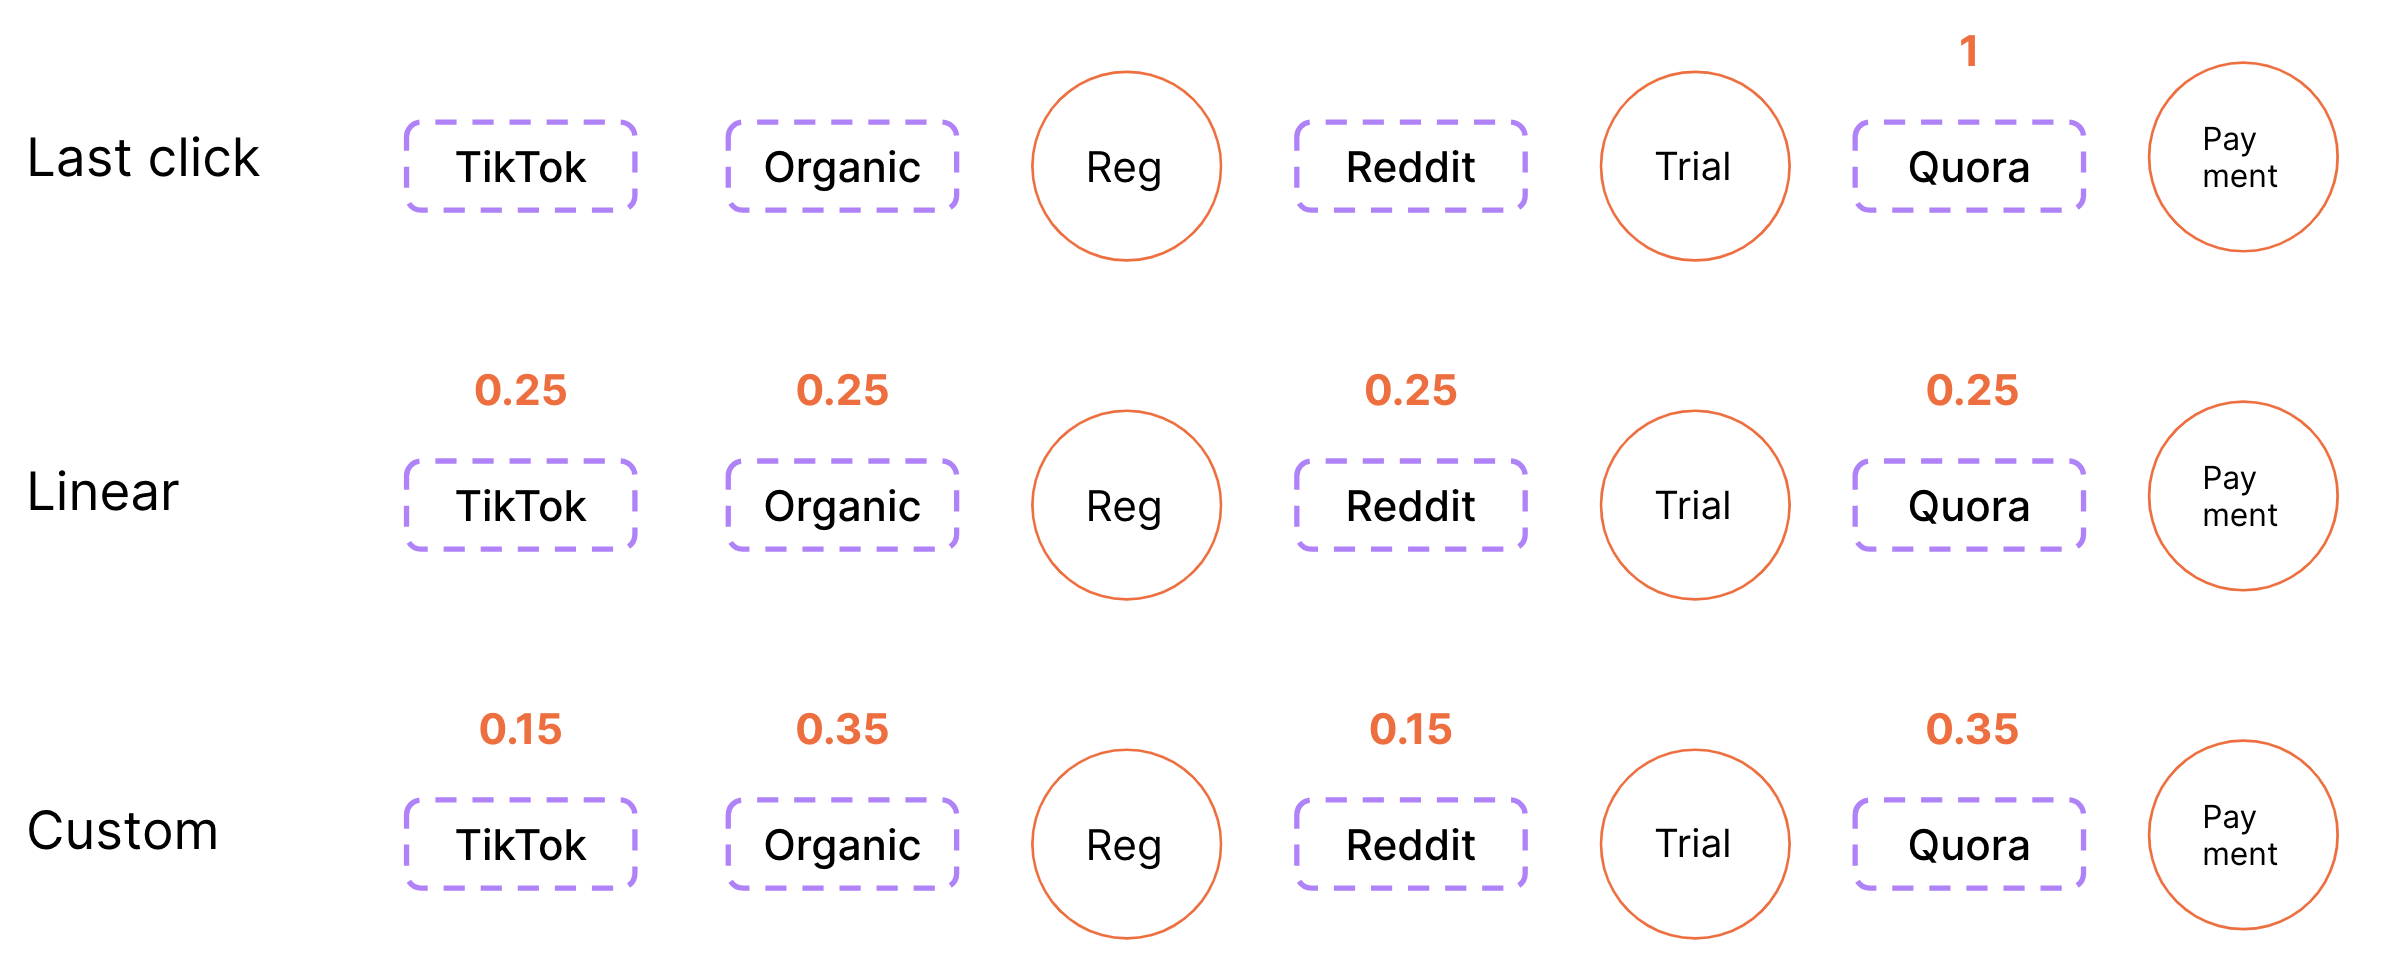 1
Last click TikTok Organic Reg Reddit Trial Quora Pay
ment
0.25 0.25 0.25 0.25
Linear TikTok Organic Reg Reddit Trial Quora Pay
ment
0.15 0.35 0.15 0.35
Custom TikTok Organic Reg Reddit Trial Quora Pay
ment